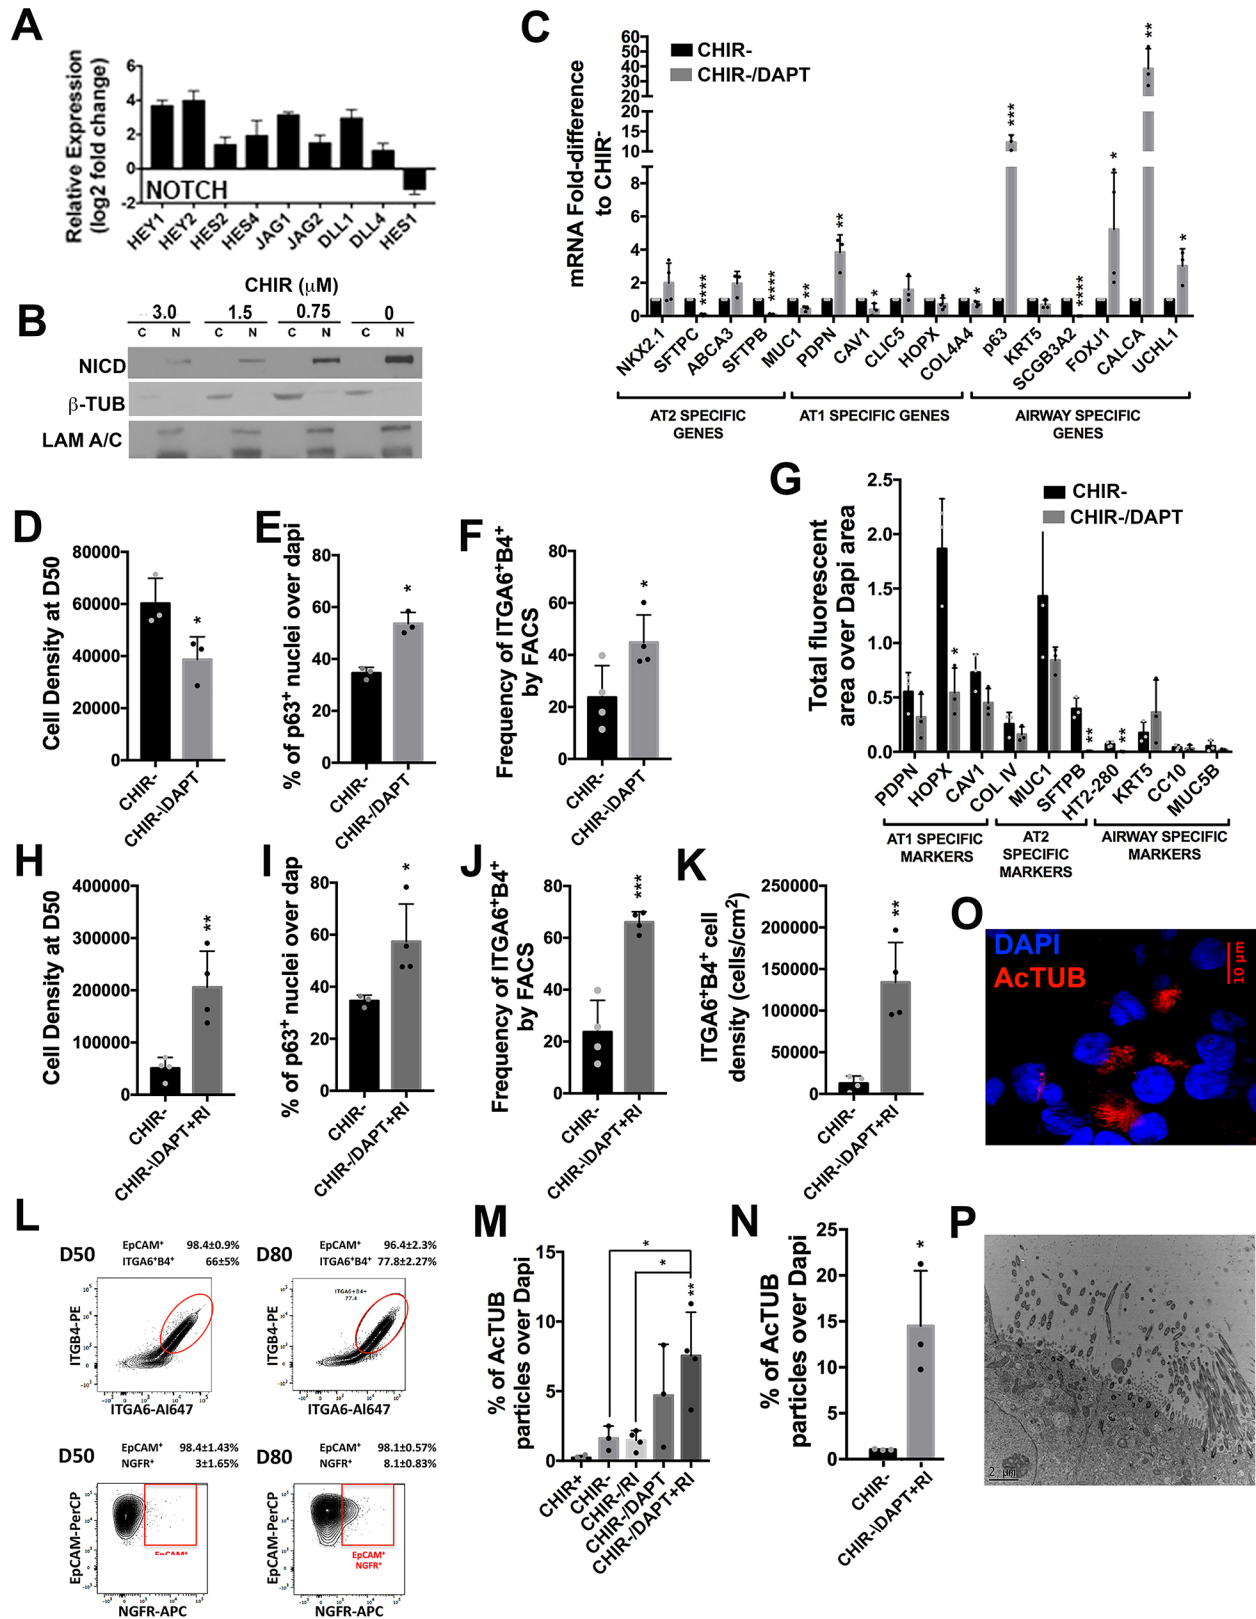 A
Relative Expression
(log2 fold change)
6
4
2
0
-2
NOTCH
HEY1
HEY2
HES2
HES4
JAG1
JAG2
DLL1
DLL4
HES1
B
CHIR (μM)
3.0
1.5
0.75
0
C
N
C
N
C
N
C
N
NICD
β-TUB
LAM A/C
C
mRNA Fold-difference
to CHIR-
CHIR-
CHIR-/DAPT
60
50
40
30
20
20
15
10
8
6
4
2
0
****
****
**
**
*
*
***
****
*
**
*
NKX2.1
SFTPC
ABCA3
SFTPB
MUC1
PDPN
CAV1
CLIC5
HOPX
COL4A4
p63
KRT5
SCGB3A2
FOXJ1
CALCA
UCHL1
AT2 SPECIFIC
GENES
AT1 SPECIFIC GENES
AIRWAY SPECIFIC
GENES
D
Cell Density at D50
80000
60000
40000
20000
0
*
CHIR-
CHIR-\DAPT
E
% of p63+ nuclei over dapi
80
60
40
20
0
*
CHIR-
CHIR-/DAPT
F
Frequency of ITGA6+B4+
by FACS
80
60
40
20
0
*
CHIR-
CHIR-\DAPT
G
Total fluorescent
area over Dapi area
2.5
2.0
1.5
1.0
0.5
0.0
CHIR-
CHIR-/DAPT
*
**
**
PDPN
HOPX
CAV1
COL IV
MUC1
SFTPB
HT2-280
KRT5
CC10
MUC5B
AT1 SPECIFIC
MARKERS
AT2
SPECIFIC
MARKERS
AIRWAY SPECIFIC
MARKERS
H
Cell Density at D50
400000
300000
200000
100000
0
**
CHIR-
CHIR-\DAPT+RI
I
% of p63+ nuclei over dap
80
60
40
20
0
*
CHIR-
CHIR-/DAPT+RI
J
Frequency of ITGA6+B4+
by FACS
80
60
40
20
0
***
CHIR-
CHIR-\DAPT+RI
K
ITGA6+B4+ cell
density (cells/cm2)
250000
200000
150000
100000
50000
0
**
CHIR-
CHIR-\DAPT+RI
O
DAPI
AcTUB
10 μm
L
D50
EpCAM+ 98.4±0.9%
ITGA6+B4+ 66±5%
ITGB4-PE
ITGA6-AI647
D80
EpCAM+ 96.4±2.3%
ITGA6+B4+ 77.8±2.27%
ITGA6+B4+
77.4
ITGB4-PE
ITGA6-AI647
D50
EpCAM+ 98.4±1.43%
NGFR+ 3±1.65%
EpCAM-PerCP
EpCAM+
NGFR-APC
D80
EpCAM+ 98.1±0.57%
NGFR+ 8.1±0.83%
EpCAM-PerCP
EpCAM+
NGFR+
NGFR-APC
M
% of AcTUB
particles over Dapi
15
10
5
0
*
*
**
CHIR+
CHIR-
CHIR-/RI
CHIR-/DAPT
CHIR-/DAPT+RI
N
% of AcTUB
particles over Dapi
25
20
15
10
5
0
*
CHIR-
CHIR-\DAPT+RI
P
2 μm